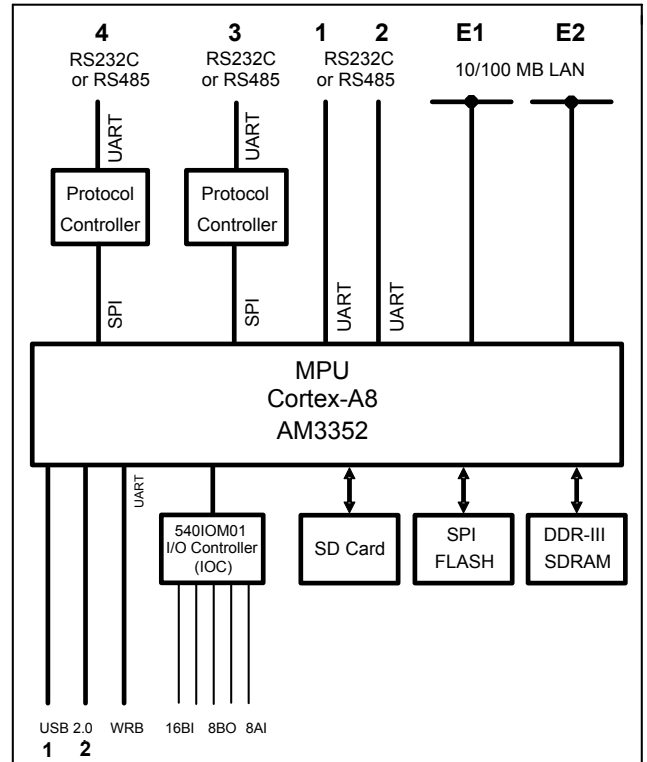 4
3
1
2
E1
E2
RS232C
or RS485
RS232C
or RS485
RS232C
or RS485
10/100 MB LAN
UART
UART
Protocol
Controller
Protocol
Controller
SPI
SPI
UART
UART
MPU
Cortex-A8
AM3352
UART
540IOM01
I/O Controller
(IOC)
SD Card
SPI
FLASH
DDR-III
SDRAM
USB 2.0
WRB
16BI
8BO
8AI
1
2